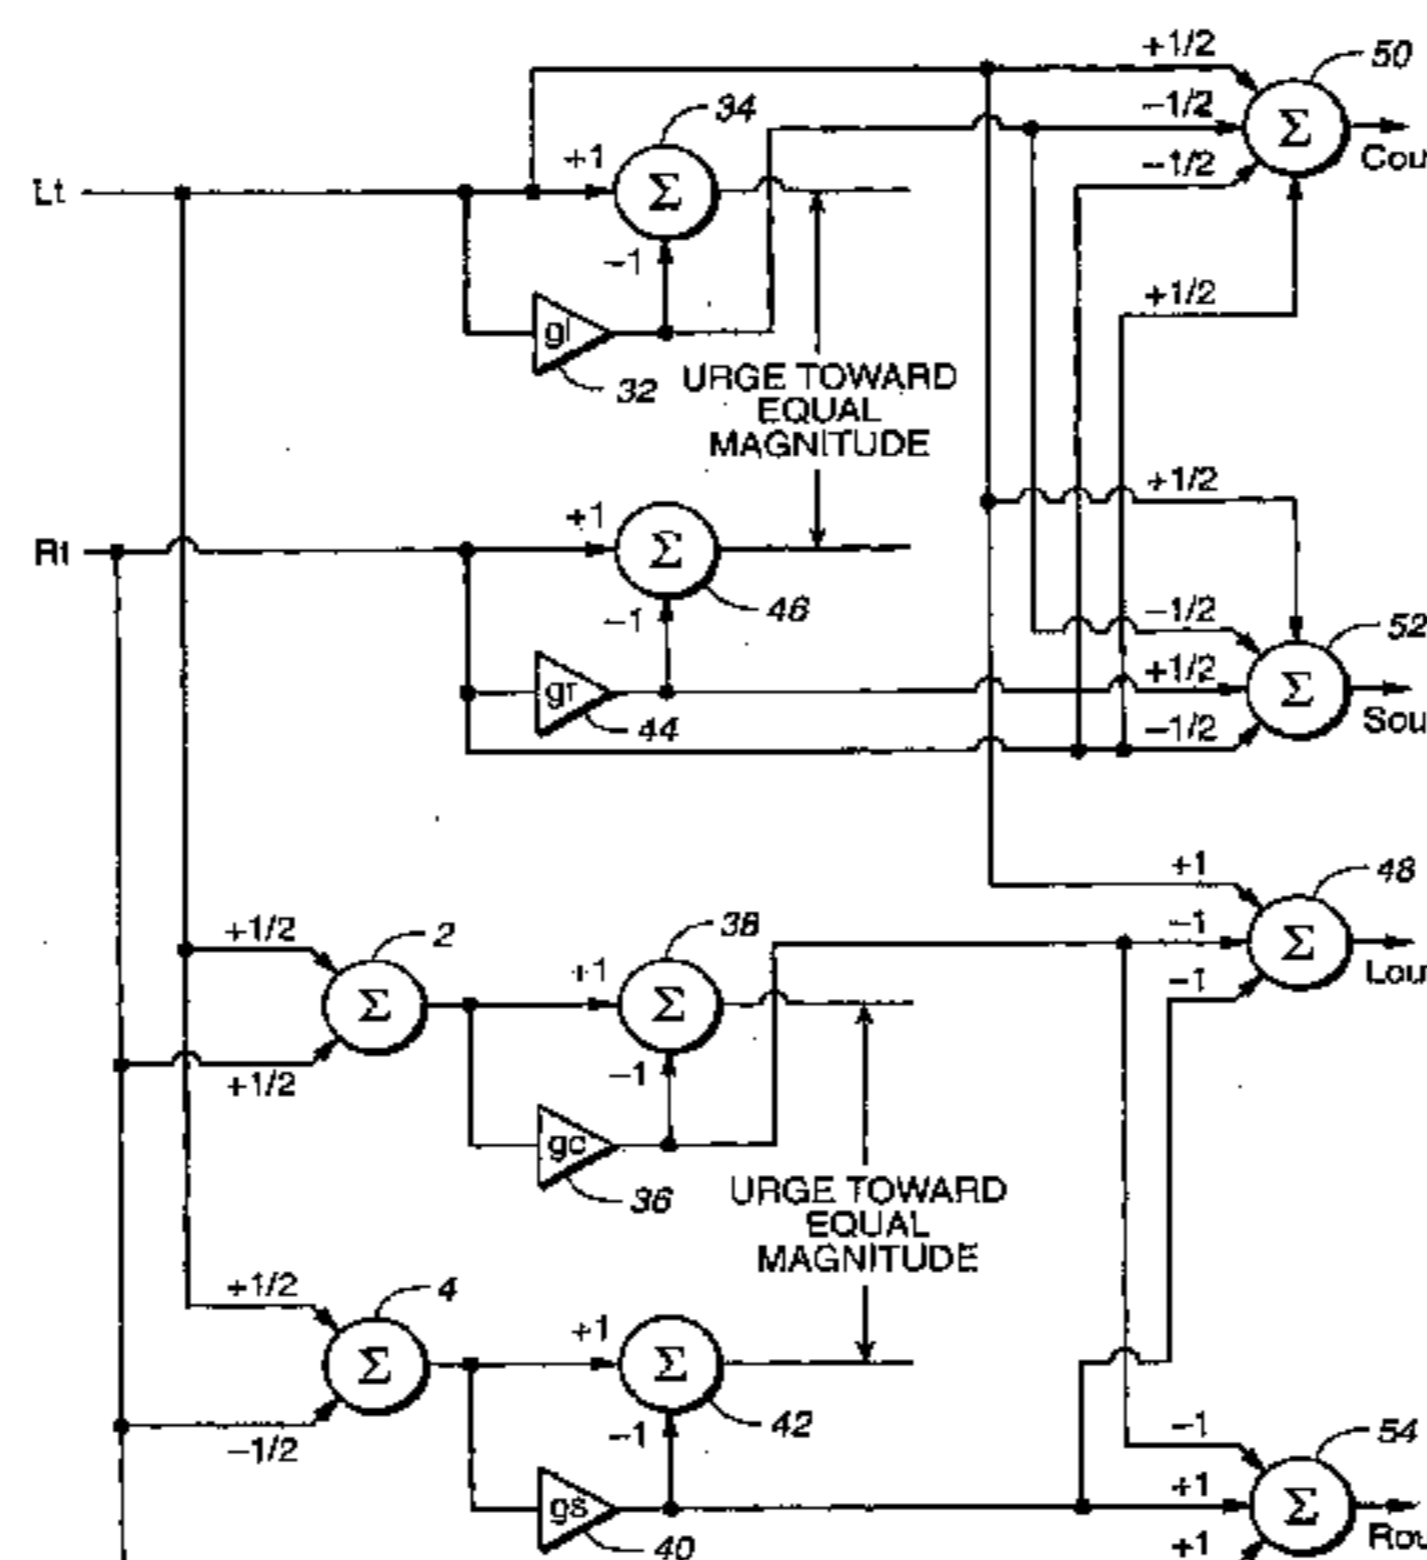 +1/2
50
34
-1/2
+1
Σ
Σ
Cou
Lt
-1/2
-1
+1/2
gl
32
URGE TOWARD
EQUAL
MAGNITUDE
+1/2
+1
Rt
Σ
46
-1/2
52
-1
+1/2
Σ
gr
44
-1/2
Sou
+1
48
38
+1/2
2
-1
+1
Σ
Σ
Σ
-1
Lou
+1/2
-1
gc
36
URGE TOWARD
EQUAL
MAGNITUDE
+1/2
4
+1
Σ
Σ
42
-1
54
-1/2
-1
+1
Σ
gs
40
+1
Rou